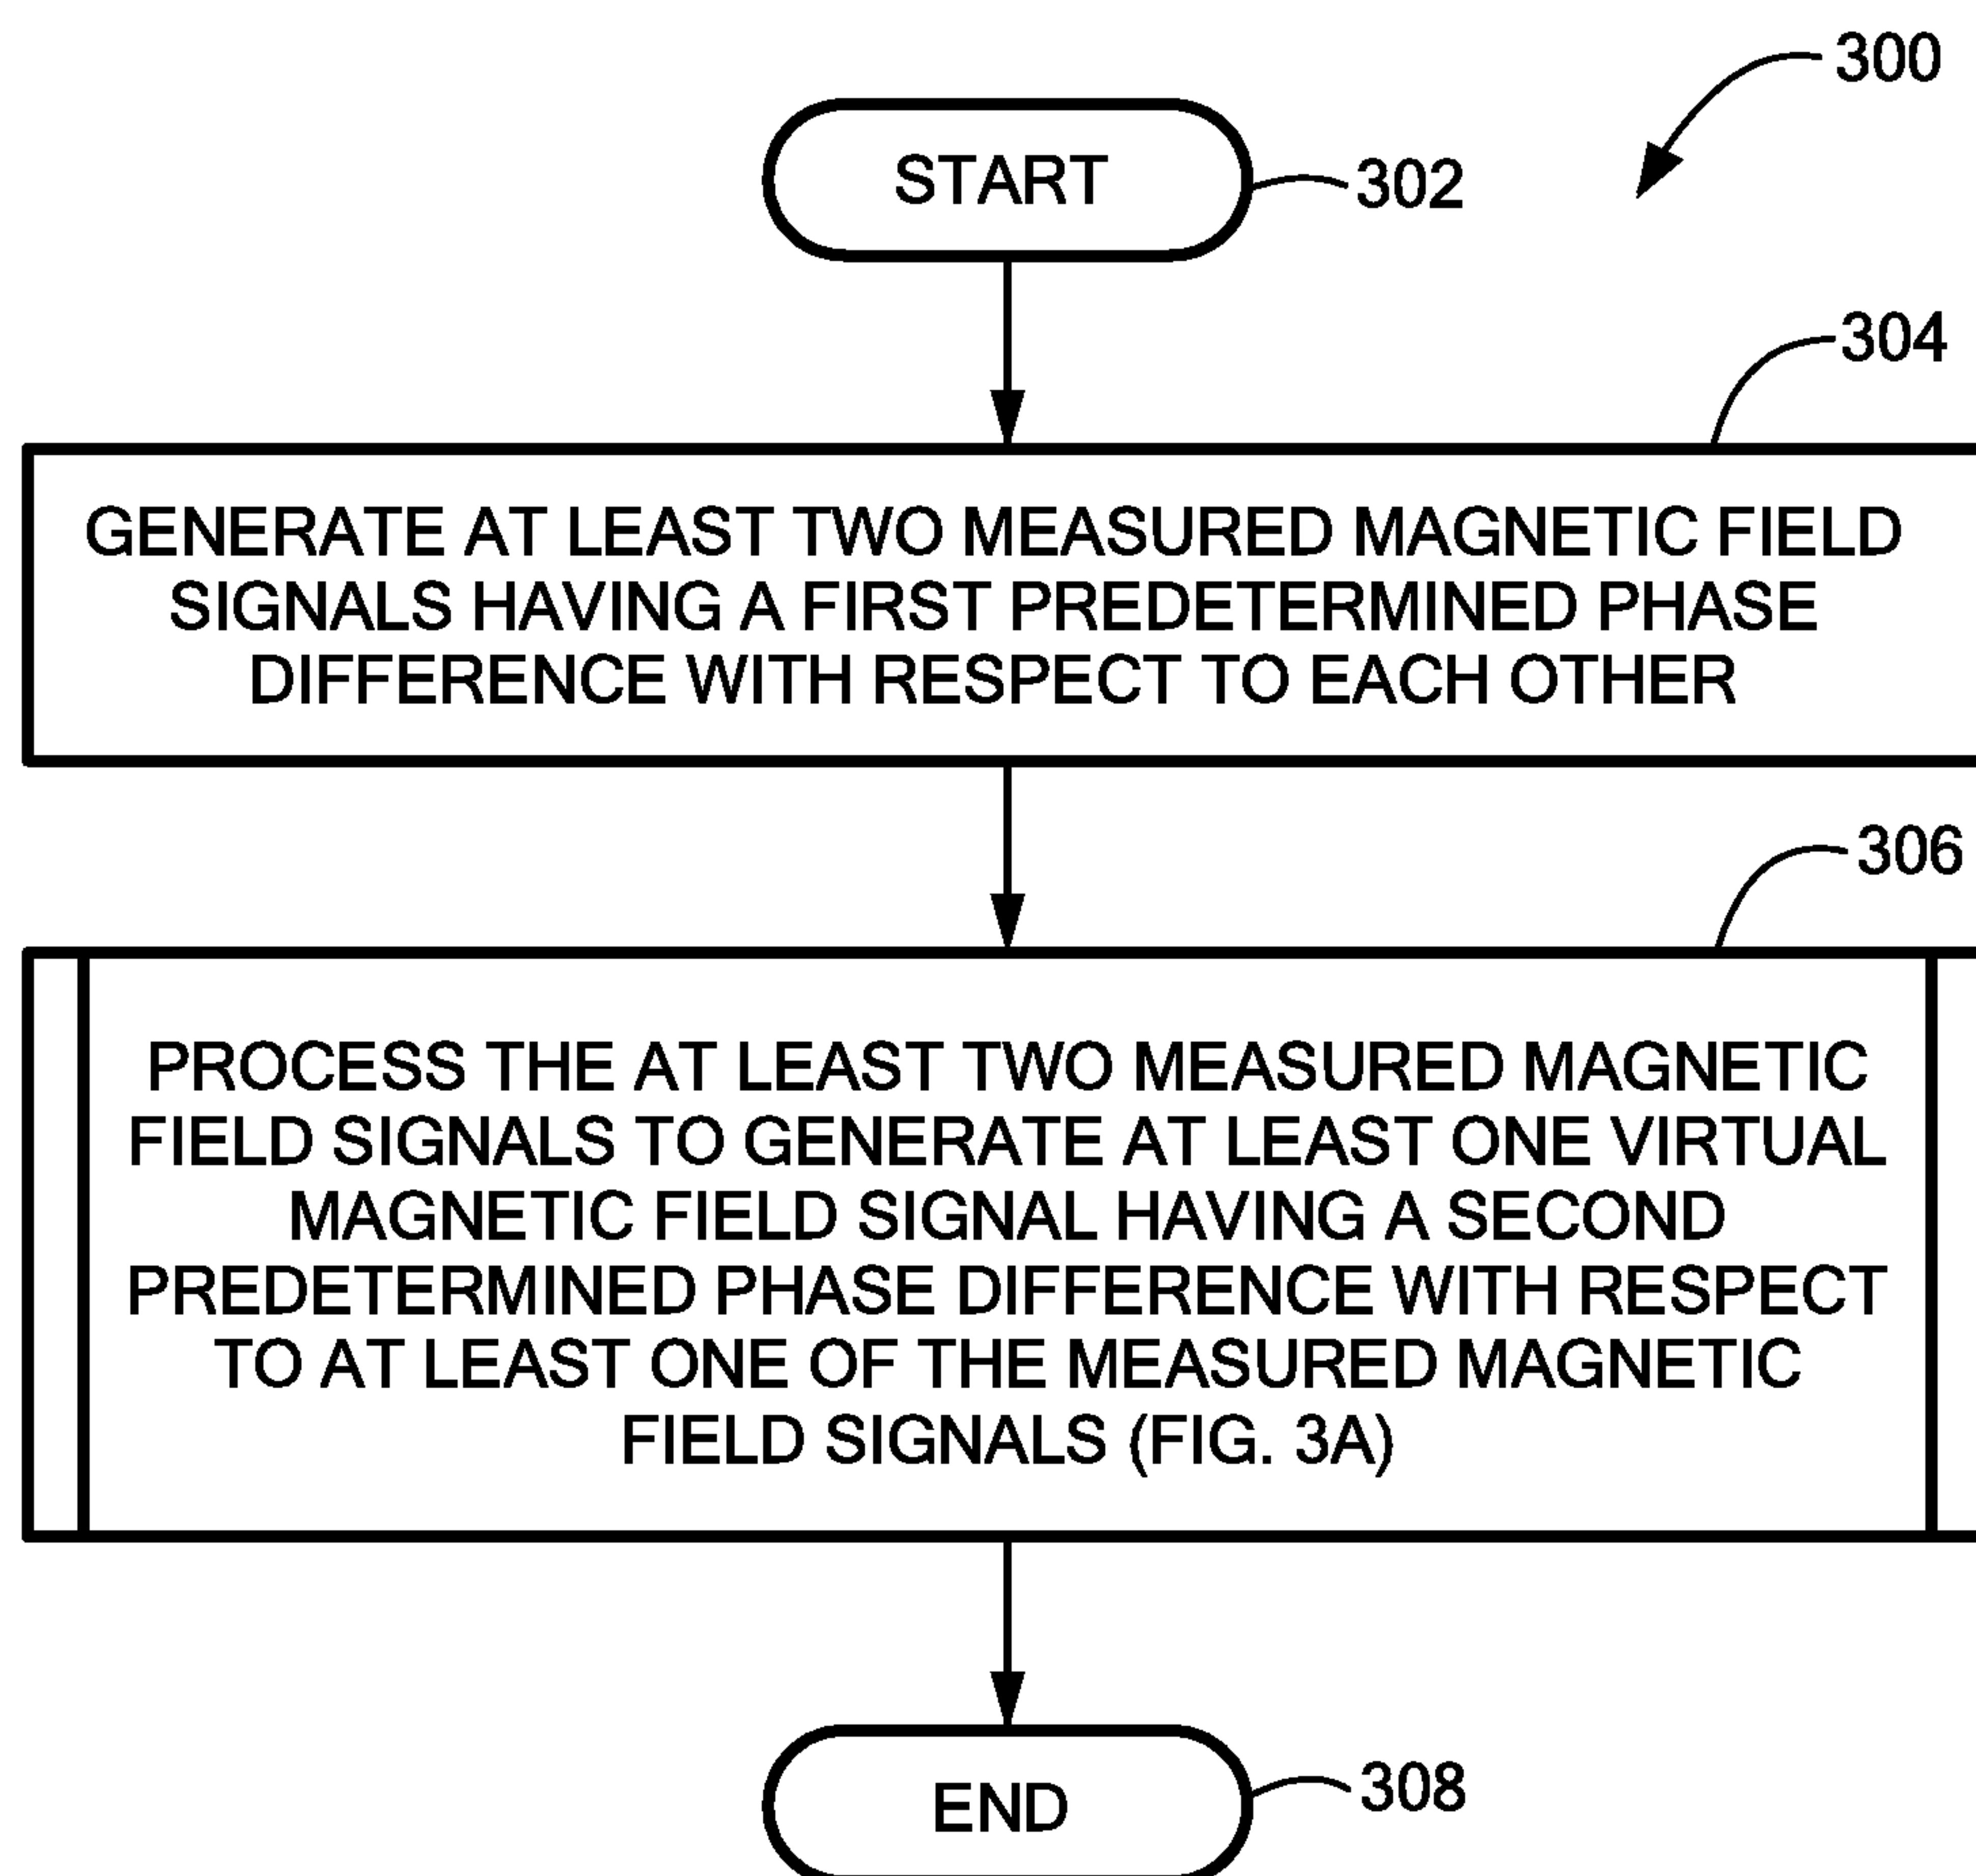 300
START
302
304
GENERATE AT LEAST TWO MEASURED MAGNETIC FIELD
SIGNALS HAVING A FIRST PREDETERMINED PHASE
DIFFERENCE WITH RESPECT TO EACH OTHER
306
PROCESS THE AT LEAST TWO MEASURED MAGNETIC
FIELD SIGNALS TO GENERATE AT LEAST ONE VIRTUAL
MAGNETIC FIELD SIGNAL HAVING A SECOND
PREDETERMINED PHASE DIFFERENCE WITH RESPECT
TO AT LEAST ONE OF THE MEASURED MAGNETIC
FIELD SIGNALS (FIG. 3A)
END
308